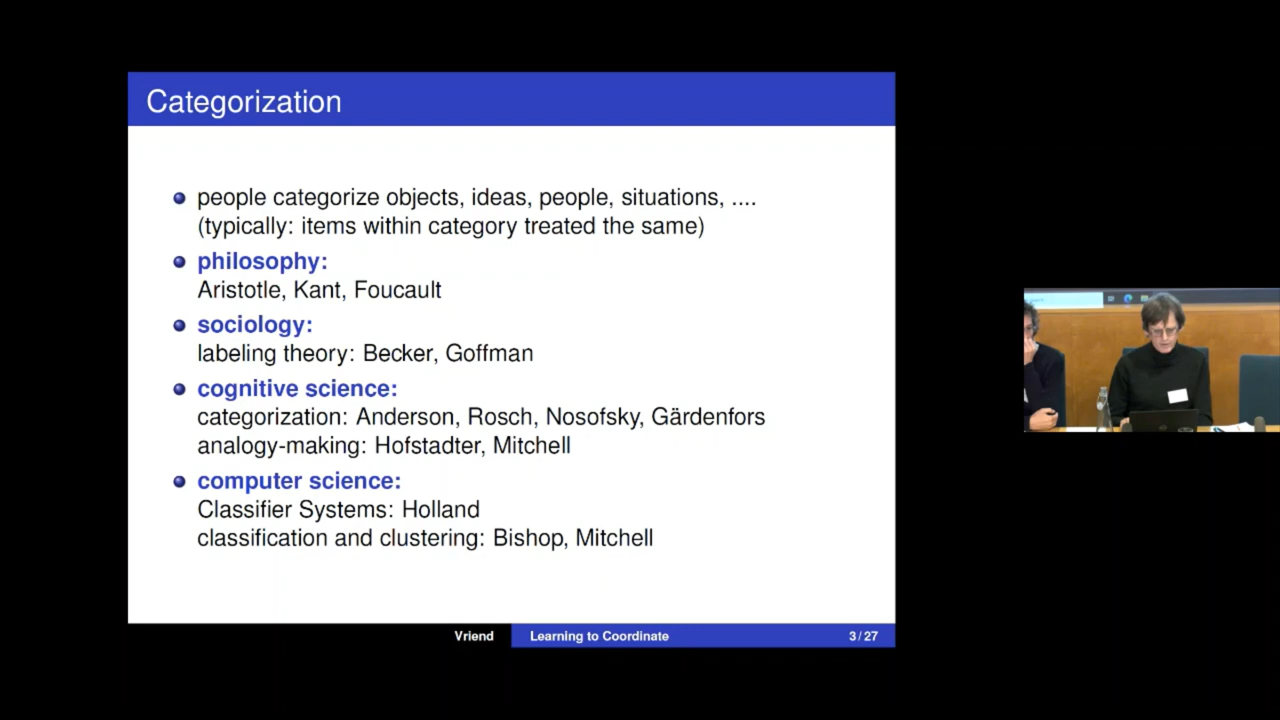 Categorization
people categorize objects, ideas, people, situations, ....
(typically: items within category treated the same)
philosophy:
Aristotle, Kant, Foucault
sociology:
labeling theory: Becker, Goffman
cognitive science:
categorization: Anderson, Rosch, Nosofsky, Gärdenfors
analogy-making: Hofstadter, Mitchell
computer science:
Classifier Systems: Holland
classification and clustering: Bishop, Mitchell
Vriend Learning to Coordinate 3 / 27